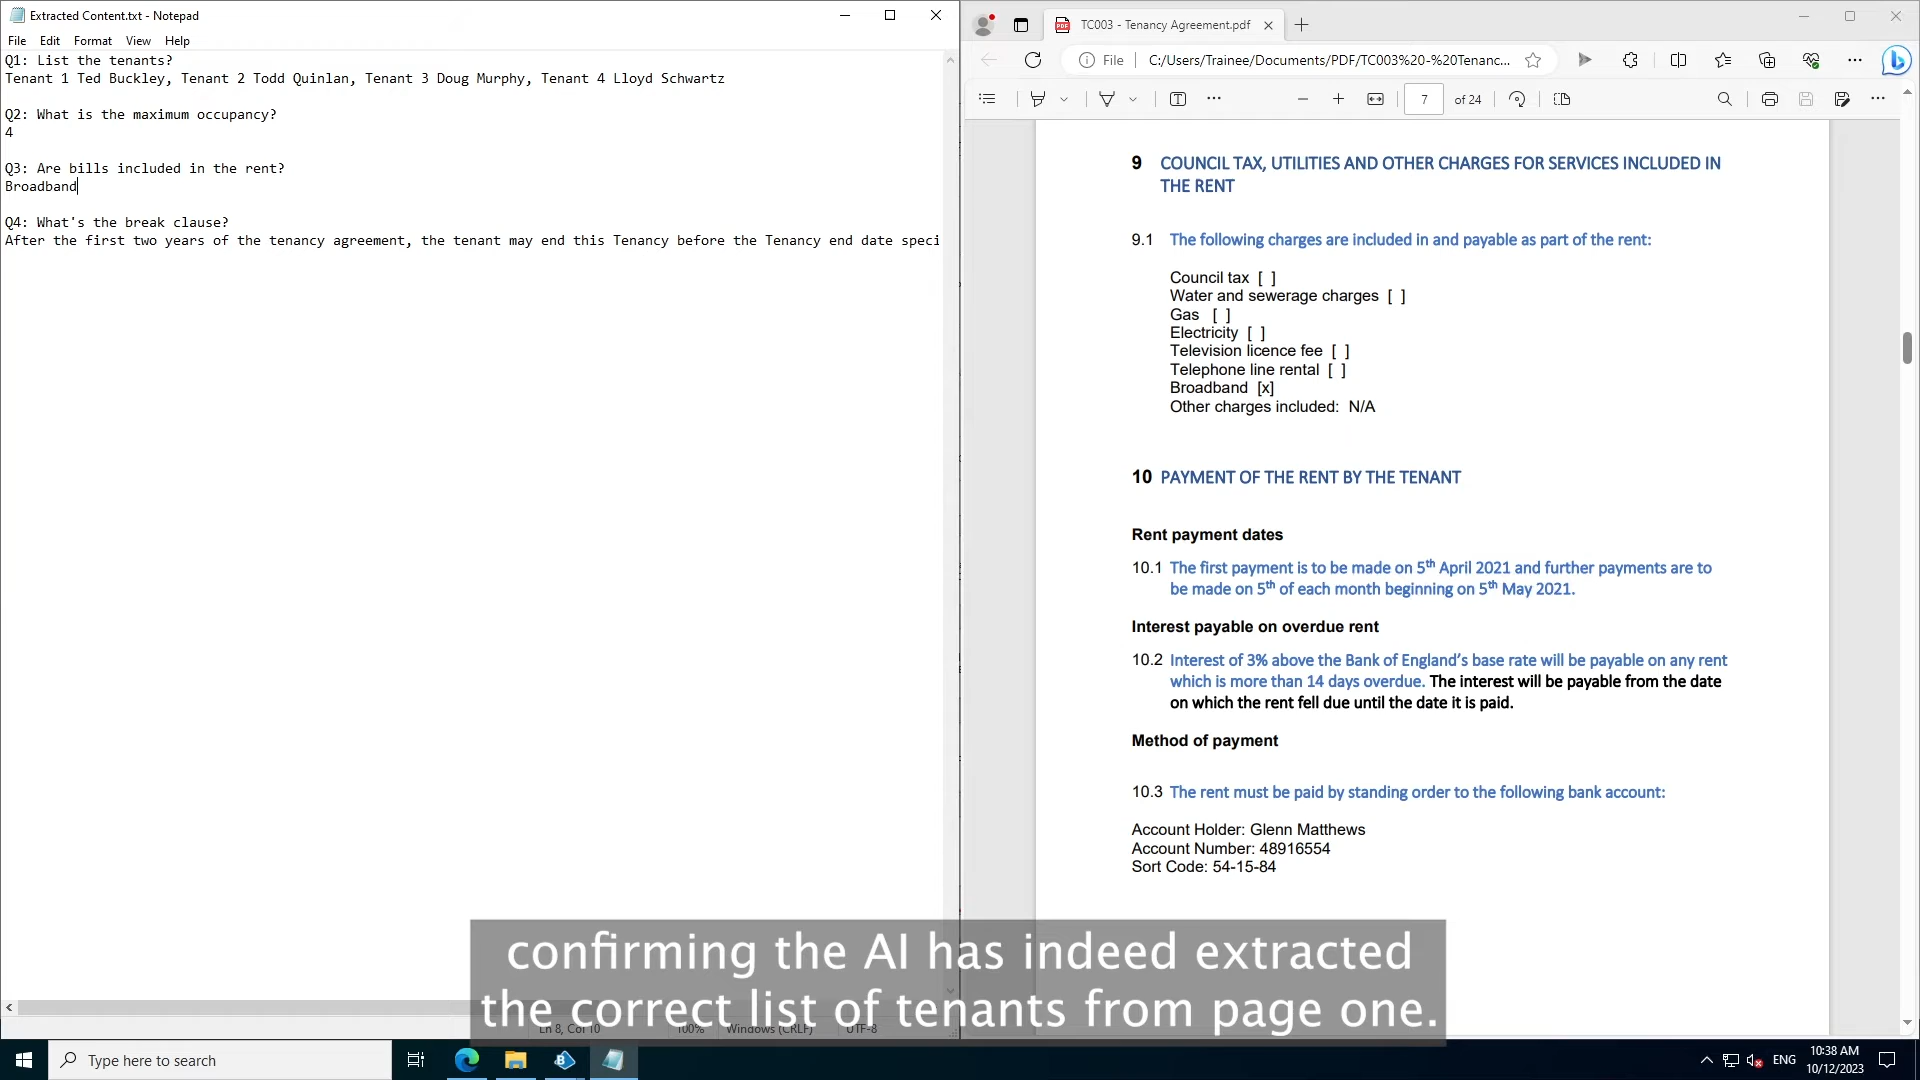 Extracted Content.txt - Notepad
File Edit Format View Help
Q1: List the tenants?
Tenant 1 Ted Buckley, Tenant 2 Todd Quinlan, Tenant 3 Doug Murphy, Tenant 4 Lloyd Schwartz
Q2: What is the maximum occupancy?
4
Q3: Are bills included in the rent?
Broadband
Q4: What's the break clause?
After the first two years of the tenancy agreement, the tenant may end this Tenancy before the Tenancy end date speci
Ln 8, Col 10 100% Windows (CRLF) UTF-8
TC003 - Tenancy Agreement.pdf
File C:/Users/Trainee/Documents/PDF/TC003%20-%20Tenanc...
7 of 24
9 COUNCIL TAX, UTILITIES AND OTHER CHARGES FOR SERVICES INCLUDED IN
THE RENT
9.1 The following charges are included in and payable as part of the rent:
Council tax [ ]
Water and sewerage charges [ ]
Gas [ ]
Electricity [ ]
Television licence fee [ ]
Telephone line rental [ ]
Broadband [x]
Other charges included: N/A
10 PAYMENT OF THE RENT BY THE TENANT
Rent payment dates
10.1 The first payment is to be made on 5th April 2021 and further payments are to
be made on 5th of each month beginning on 5th May 2021.
Interest payable on overdue rent
10.2 Interest of 3% above the Bank of England's base rate will be payable on any rent
which is more than 14 days overdue. The interest will be payable from the date
on which the rent fell due until the date it is paid.
Method of payment
10.3 The rent must be paid by standing order to the following bank account:
Account Holder: Glenn Matthews
Account Number: 48916554
Sort Code: 54-15-84
confirming the AI has indeed extracted
the correct list of tenants from page one.
Type here to search
ENG
10:38 AM
10/12/2023